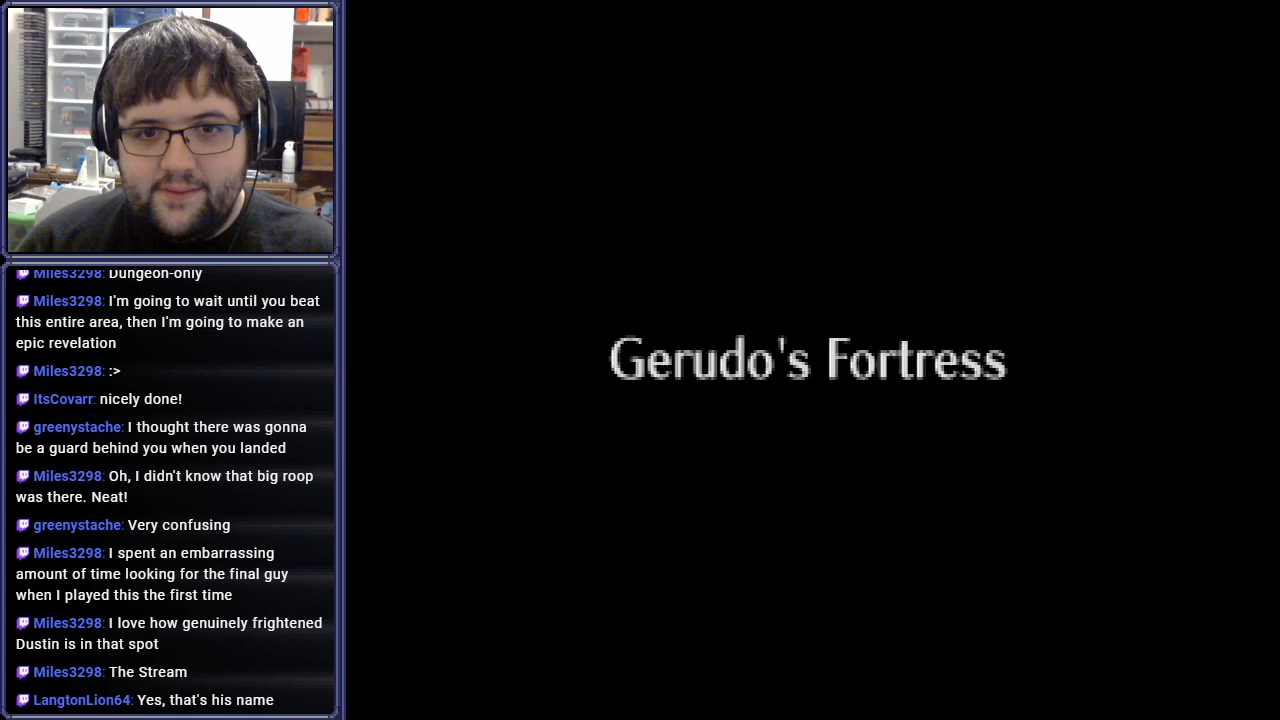 Miles3298: Dungeon-only
Miles3298: I'm going to wait until you beat
this entire area, then I'm going to make an
epic revelation
Miles3298: :>
ItsCovarr: nicely done!
greenystache: I thought there was gonna
be a guard behind you when you landed
Miles3298: Oh, I didn't know that big roop
was there. Neat!
greenystache: Very confusing
Miles3298: I spent an embarrassing
amount of time looking for the final guy
when I played this the first time
Miles3298: I love how genuinely frightened
Dustin is in that spot
Miles3298: The Stream
LangtonLion64: Yes, that's his name
Gerudo's Fortress